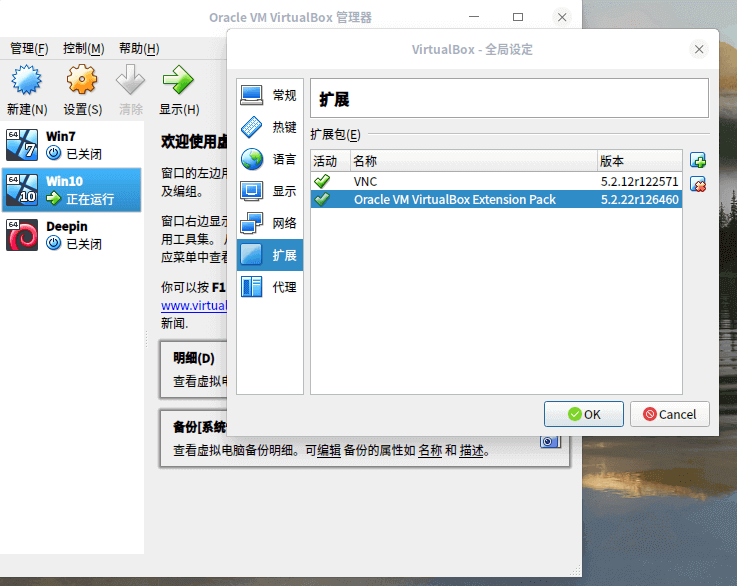 Oracle VM VirtualBox 管理器
管理(F) 控制(M) 帮助(H)
新建(N) 设置(S) 清除 显示(H)
64 7 Win7
已关闭
64 10 Win10
正在运行
64 Deepin
已关闭
欢迎使用虚
窗口的左边用
及编组。
窗口右边显示
用工具集。
应菜单中查看
你可以按 F1
www.virtual
新闻.
明细(D)
查看虚拟电
备份[系统
查看虚拟电脑备份明细。可编辑 备份的属性如 名称 和 描述。
VirtualBox - 全局设定
常规
热键
语言
显示
网络
扩展
代理
扩展
扩展包(E)
活动 名称 版本
VNC 5.2.12r122571
Oracle VM VirtualBox Extension Pack 5.2.22r126460
OK Cancel